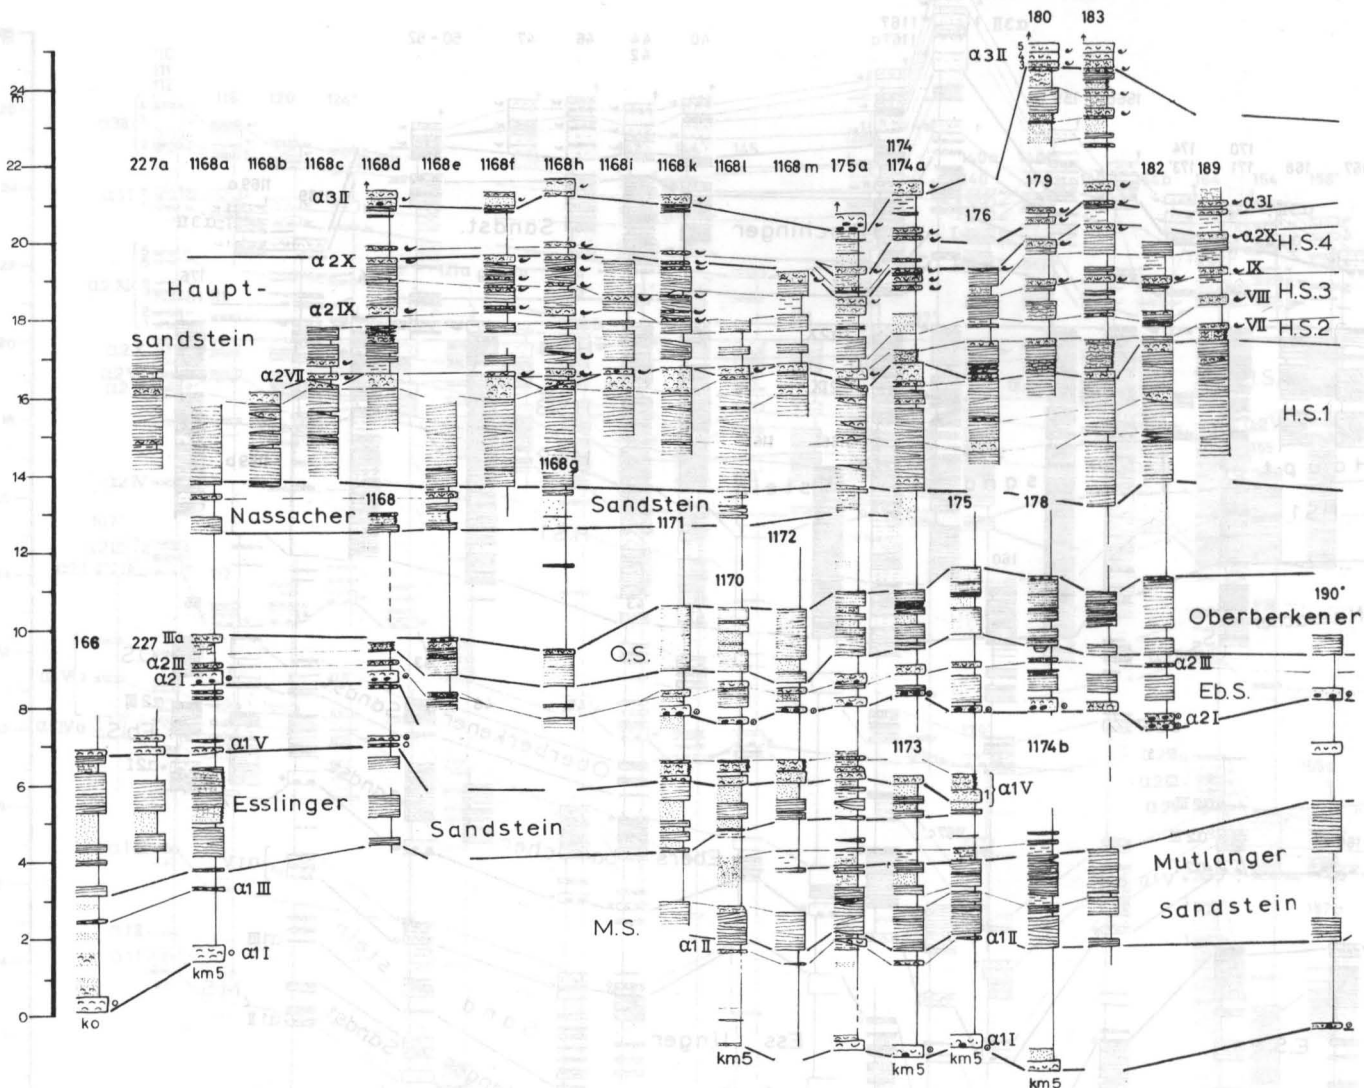 180 183
5
4
3
α3II
24
m
22
227a 1168a 1168b 1168c 1168d 1168e 1168f 1168h 1168i 1168k 1168l 1168m 175a 1174 1174a 179 182 189
α3II
α3I
176
20
α2X
α2X H.S.4
Haupt-
α2IX
IX
H.S.3
VIII
18
VII H.S.2
sandstein
α2VII
16
H.S.1
14
1168g
Nassacher
1168
Sandstein
175 178
1171
1172
12
1170
190
10
IIIa
Oberberkener
166 227
α2III
O.S.
α2III
α2I
Eb.S.
8
α2I
α1V
1173 1174b
6
Esslinger
1 } α1V
Sandstein
4
Mutlanger
α1III
Sandstein
M.S.
2
α1II
α1II
α1I
km5
0
ko
α1I
km5
km5
km5